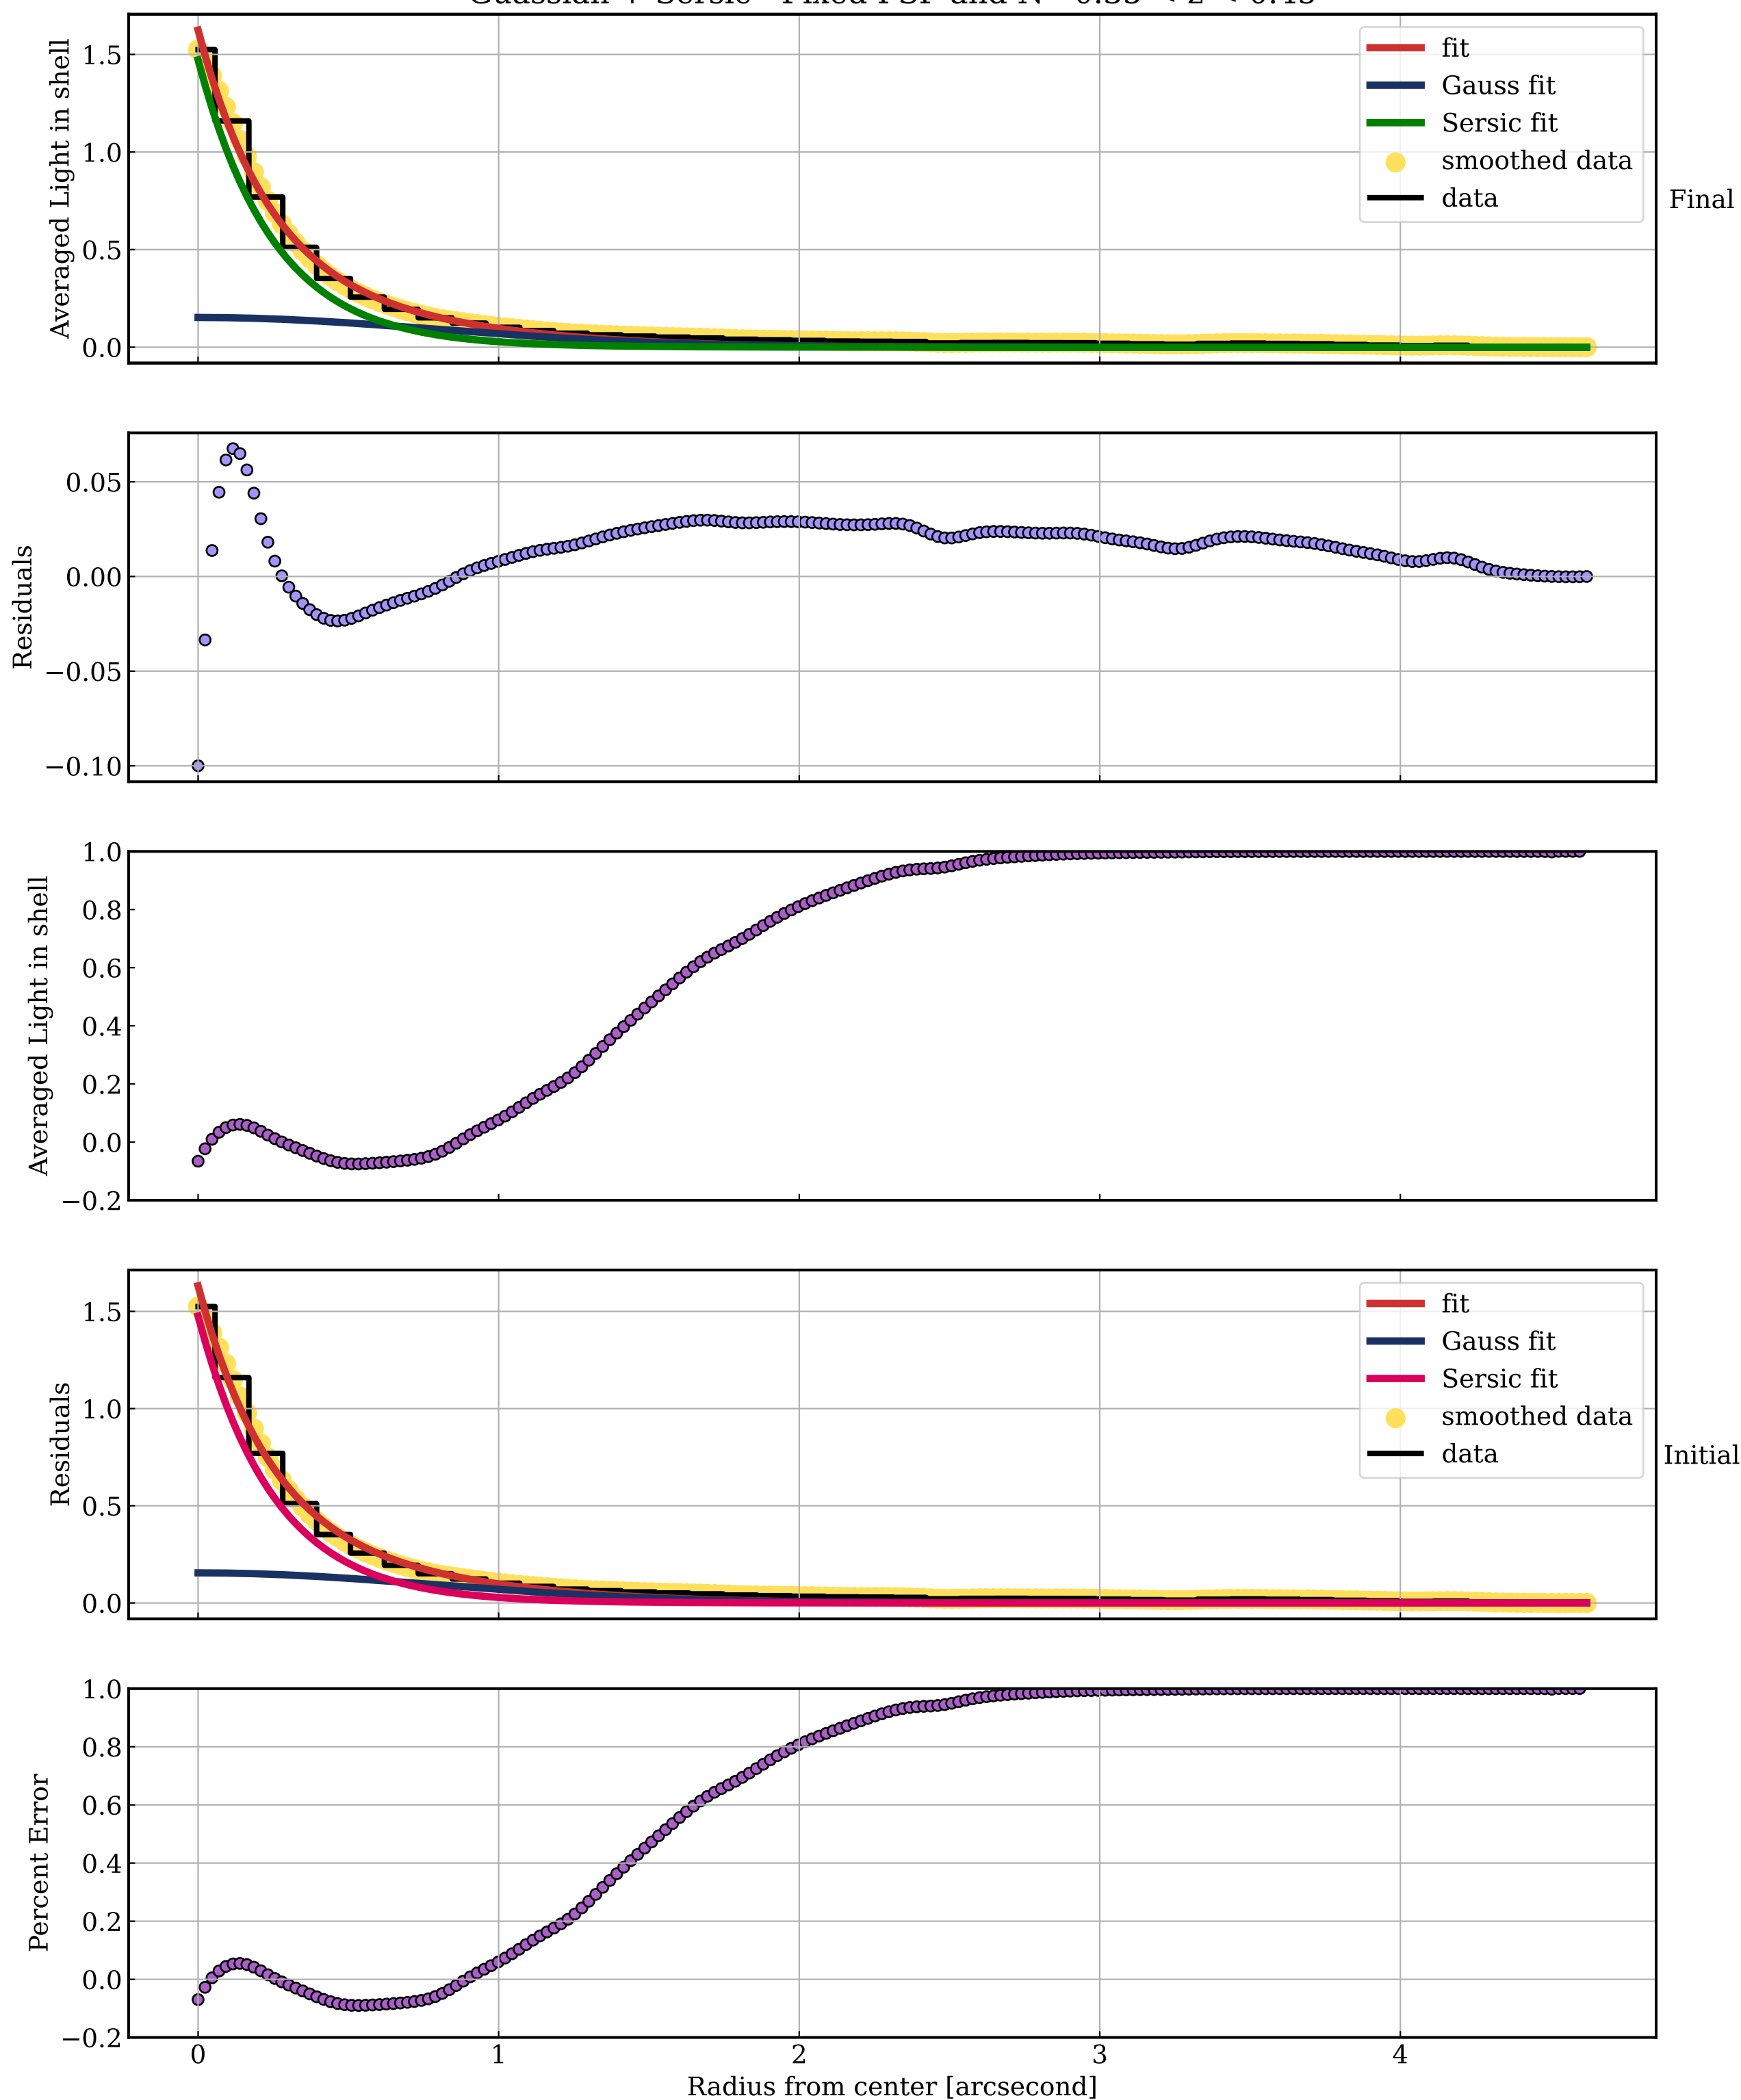 1.5
1.0
0.5
0.0
Averaged Light in shell
fit
Gauss fit
Sersic fit
smoothed data
data
Final
0.05
0.00
−0.05
−0.10
Residuals
1.0
0.8
0.6
0.4
0.2
0.0
−0.2
Averaged Light in shell
1.5
1.0
0.5
0.0
Residuals
fit
Gauss fit
Sersic fit
smoothed data
data
Initial
1.0
0.8
0.6
0.4
0.2
0.0
−0.2
Percent Error
0 1 2 3 4
Radius from center [arcsecond]